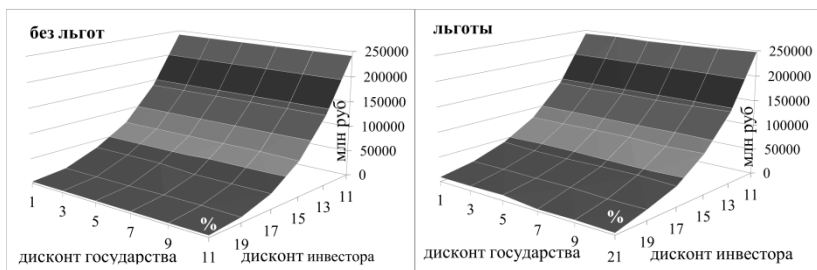 без льгот
250000
200000
150000
100000
50000
0
млн руб
%
1 3 5 7 9 11
19 17 15 13 11
дисконт государства
дисконт инвестора
льготы
250000
200000
150000
100000
50000
0
млн руб
%
1 3 5 7 9 21
19 17 15 13 11
дисконт государства
дисконт инвестора